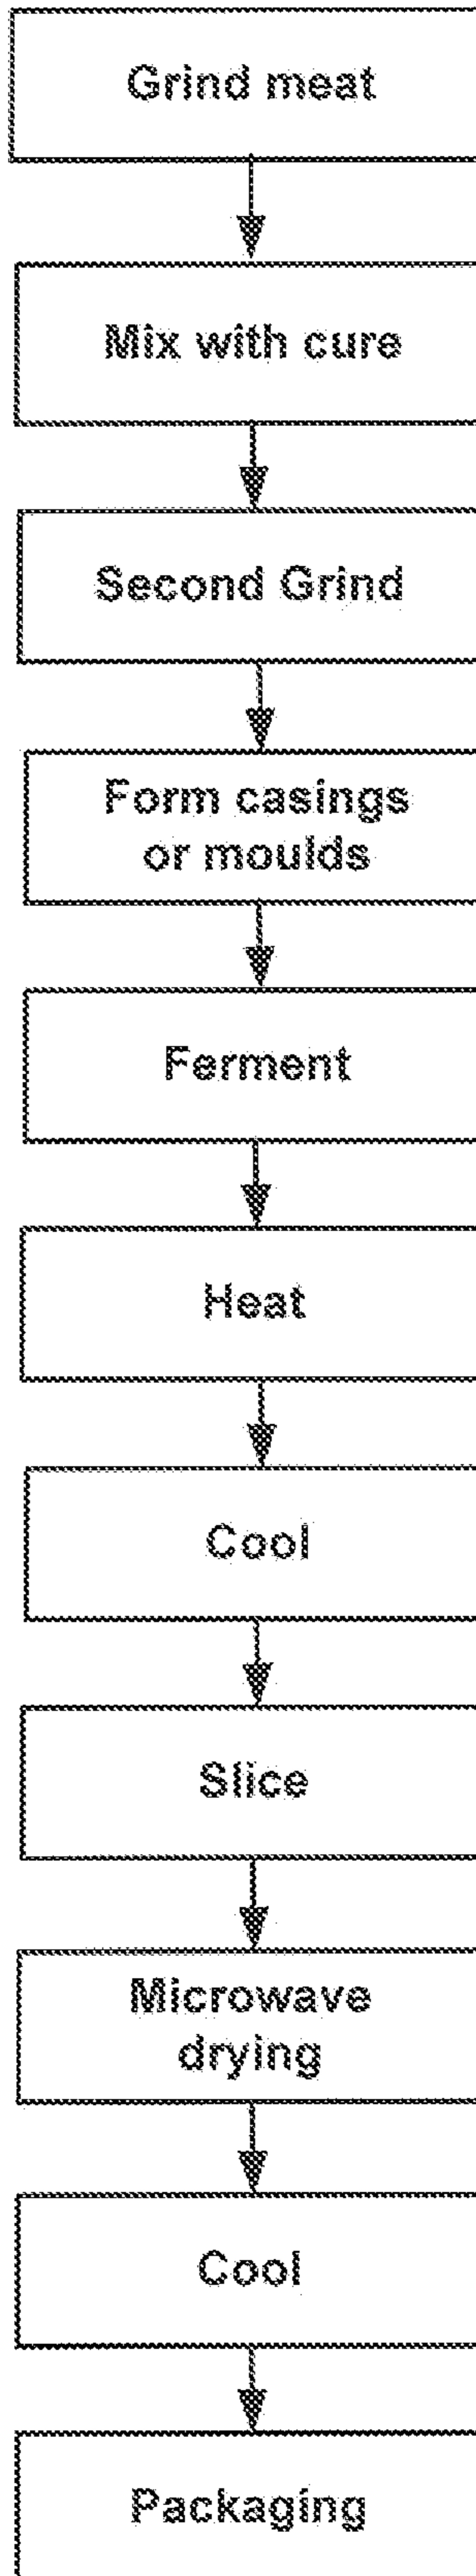 Grind meat
Mix with cure
Second Grind
Form casings
or moulds
Ferment
Heat
Cool
Slice
Microwave
drying
Cool
Packaging